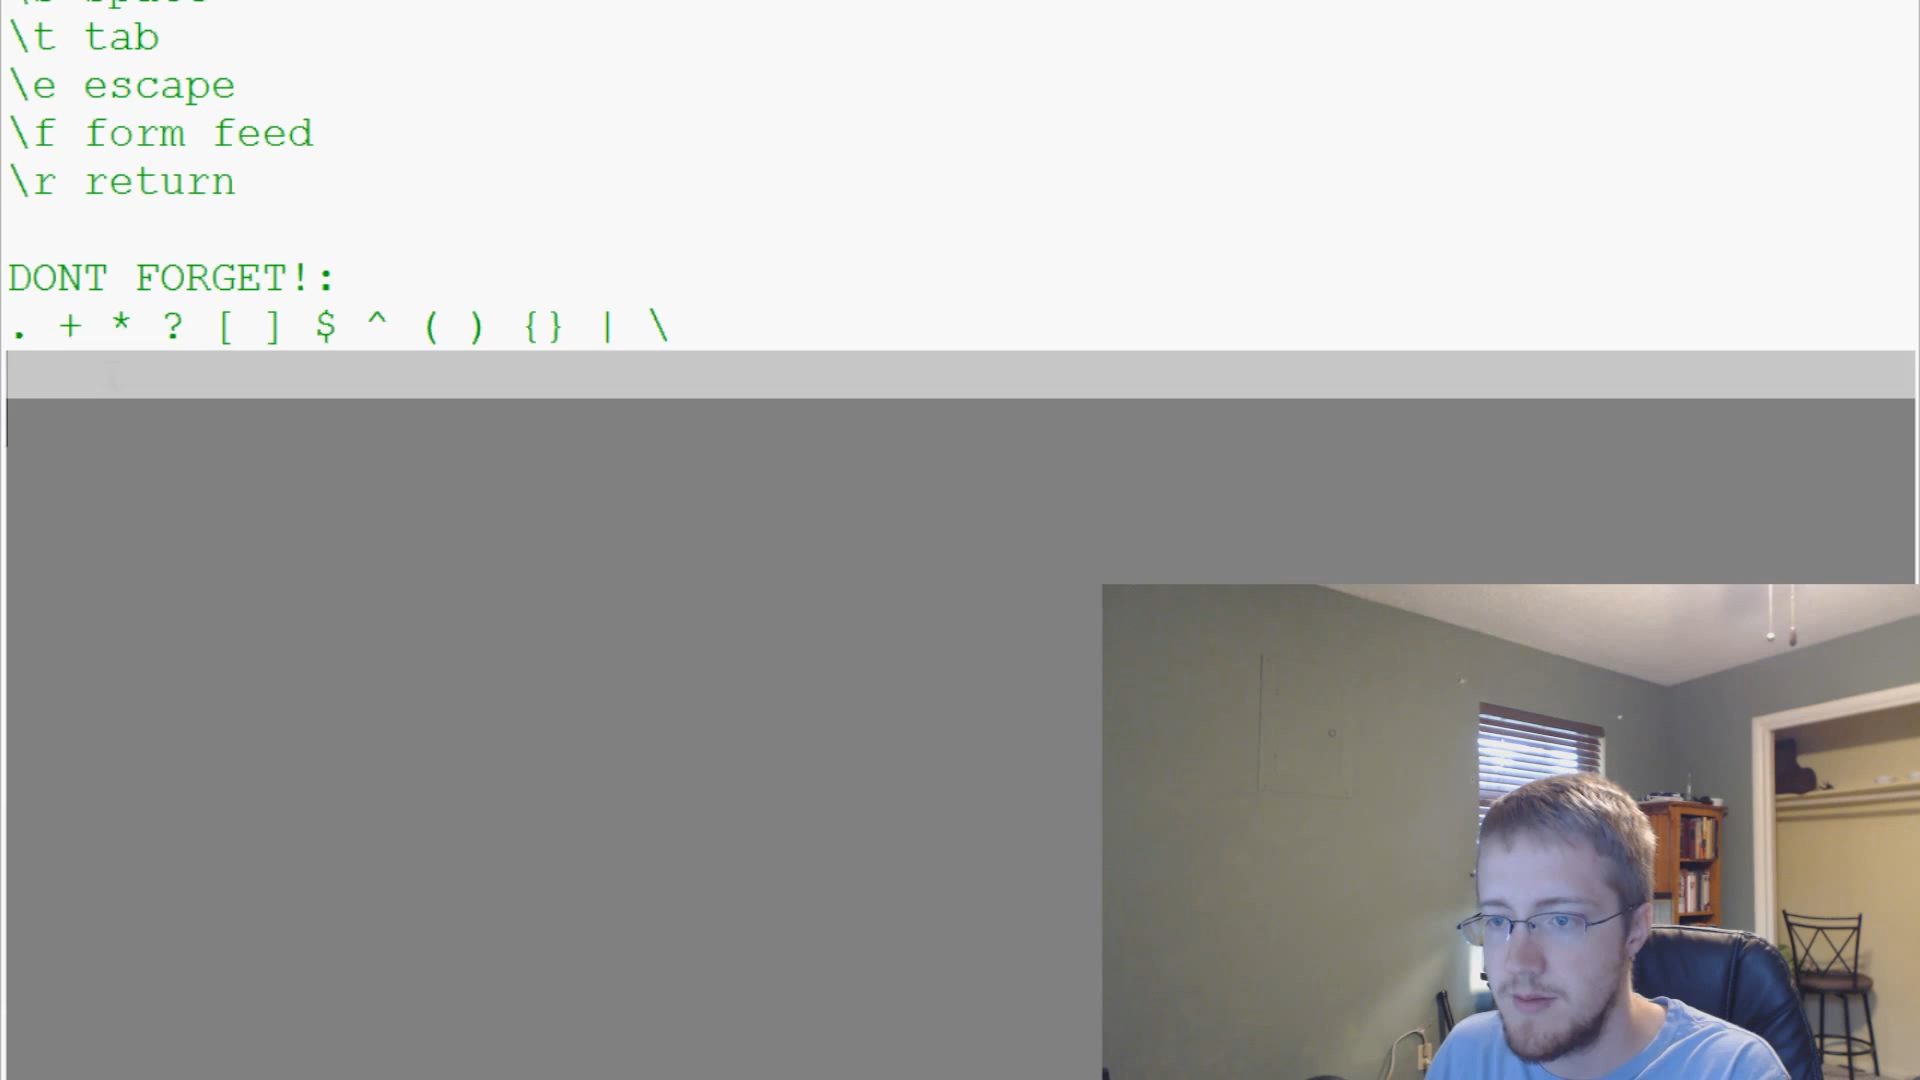 \t tab
\e escape
\f form feed
\r return
DONT FORGET!:
. + * ? [ ] $ ^ ( ) {} | \